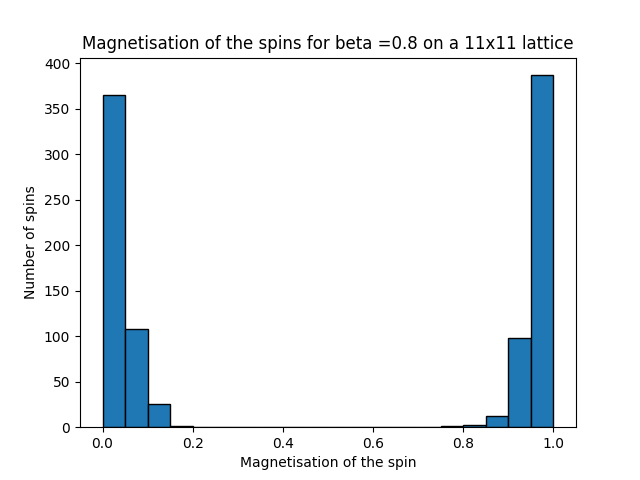 Magnetisation of the spins for beta =0.8 on a 11x11 lattice
400
350
300
250
200
150
100
50
0
Number of spins
0.0 0.2 0.4 0.6 0.8 1.0
Magnetisation of the spin